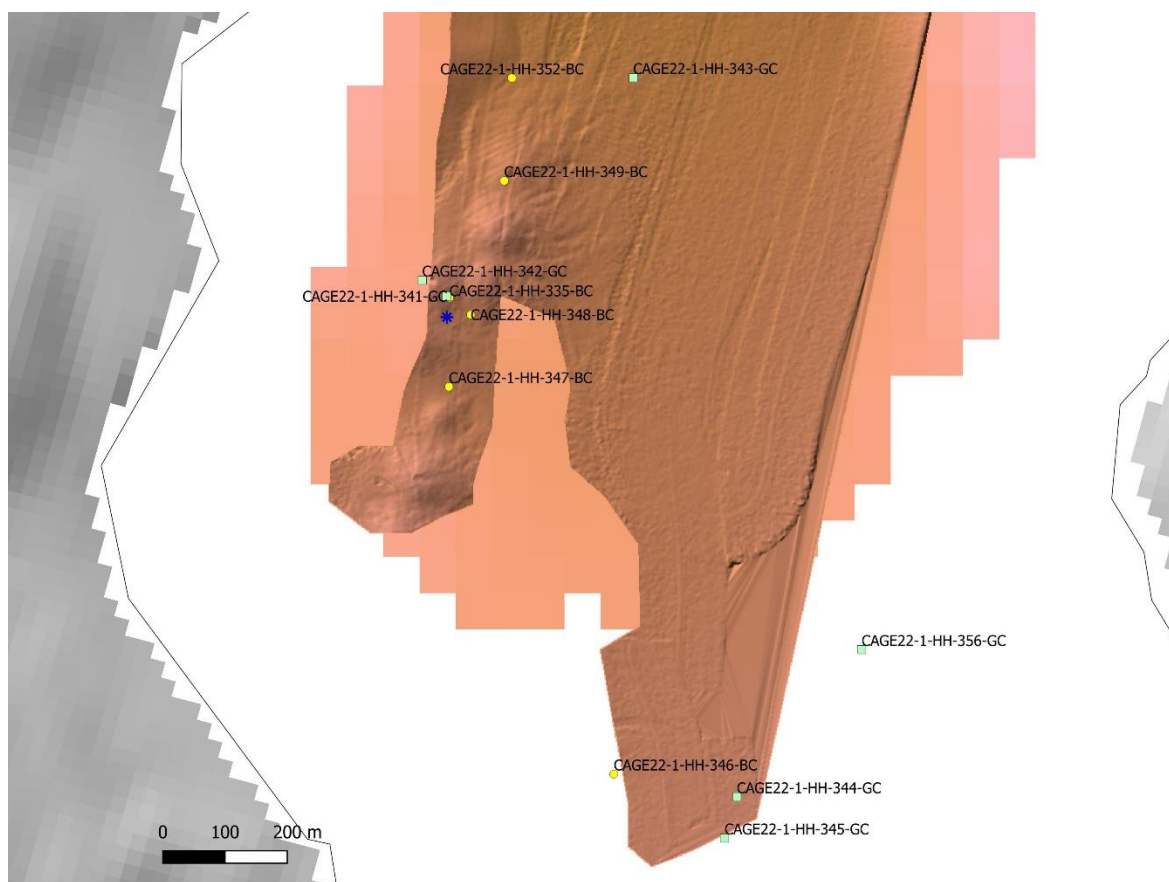 CAGE22-1-HH-352-BC
CAGE22-1-HH-343-GC
CAGE22-1-HH-349-BC
CAGE22-1-HH-342-GC
CAGE22-1-HH-341-GC
CAGE22-1-HH-335-BC
CAGE22-1-HH-348-BC
CAGE22-1-HH-347-BC
CAGE22-1-HH-356-GC
CAGE22-1-HH-346-BC
CAGE22-1-HH-344-GC
CAGE22-1-HH-345-GC
0 100 200 m